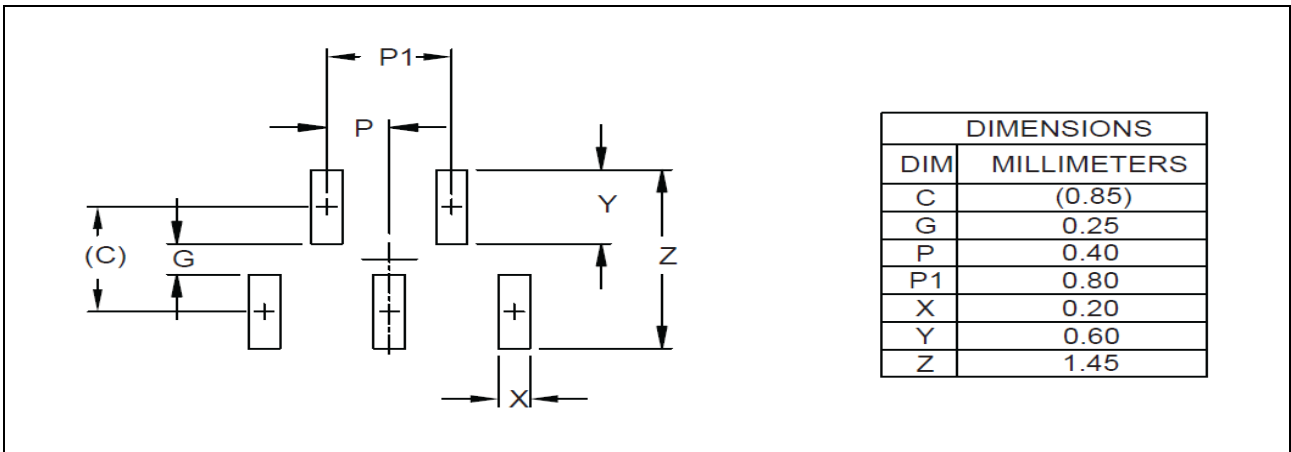 P1
P
Y
(C)
G
Z
X
DIMENSIONS
DIM MILLIMETERS
C (0.85)
G 0.25
P 0.40
P1 0.80
X 0.20
Y 0.60
Z 1.45